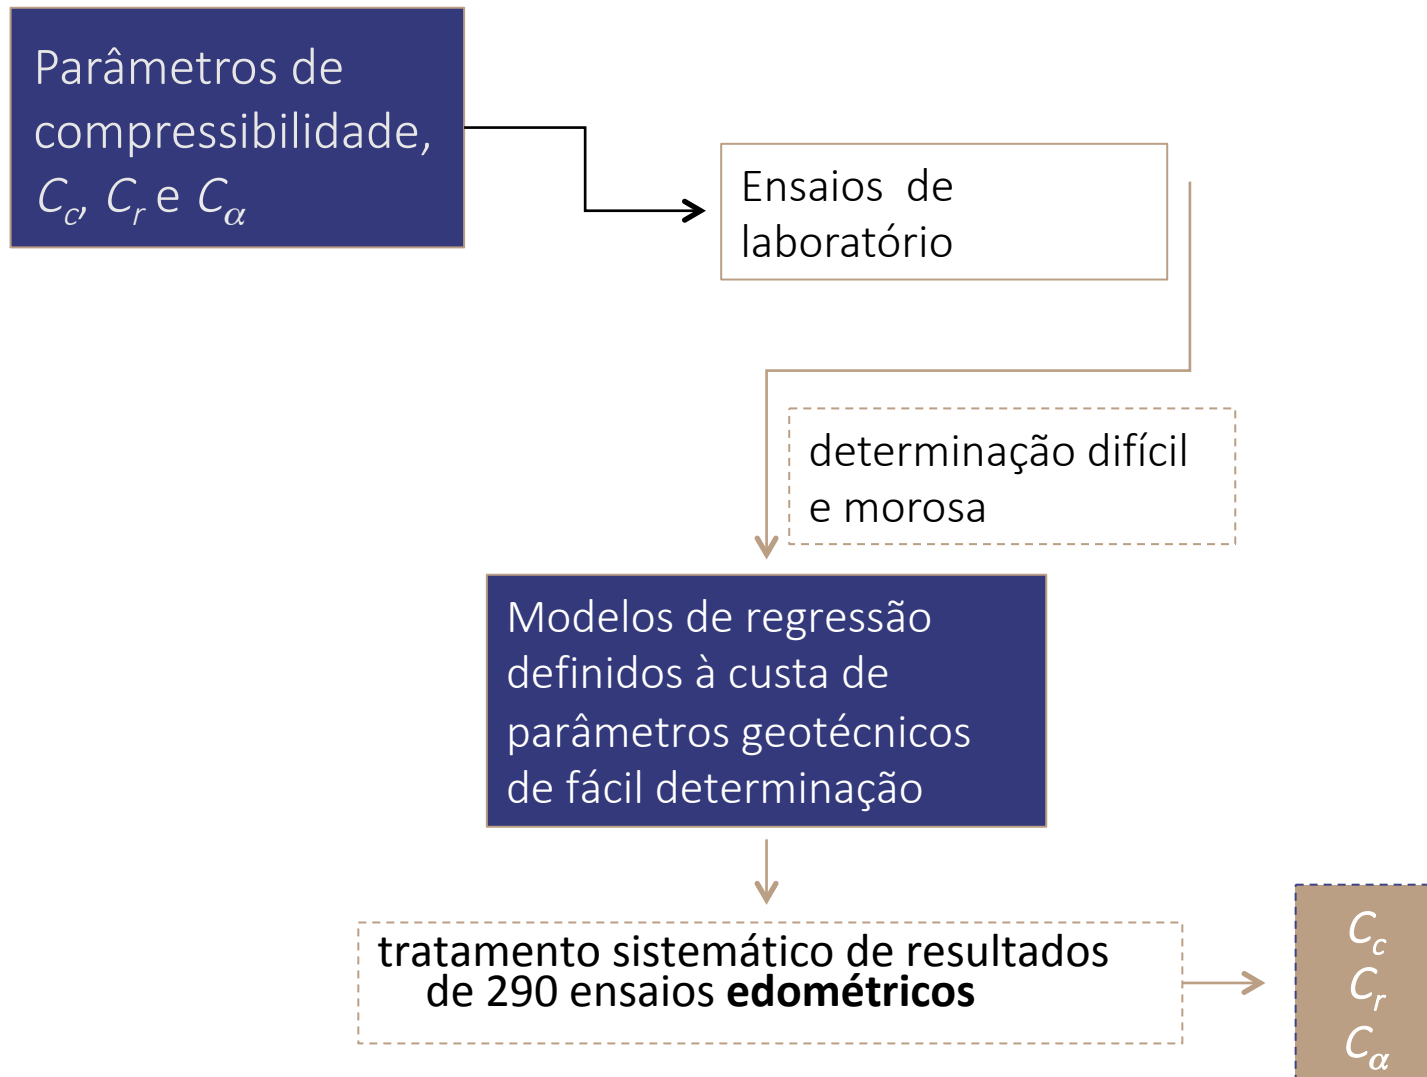 Parâmetros de
compressibilidade,
Cc, Cr e Cα
Ensaios de
laboratório
determinação difícil
e morosa
Modelos de regressão
definidos à custa de
parâmetros geotécnicos
de fácil determinação
tratamento sistemático de resultados
de 290 ensaios edométricos
Cc
Cr
Cα